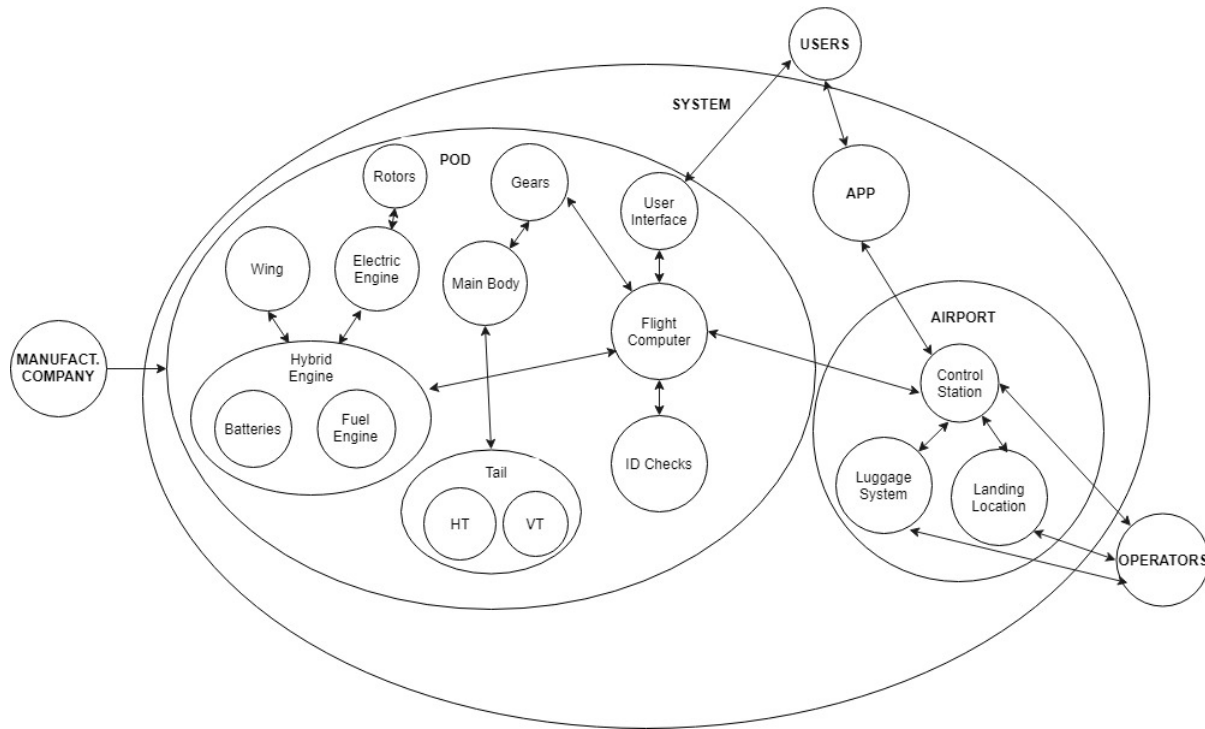 USERS
SYSTEM
POD
Rotors
Gears
User
Interface
APP
Wing
Electric
Engine
Main Body
Flight
Computer
AIRPORT
MANUFACT.
COMPANY
Hybrid
Engine
Batteries
Fuel
Engine
Control
Station
Tail
HT
VT
ID Checks
Luggage
System
Landing
Location
OPERATORS